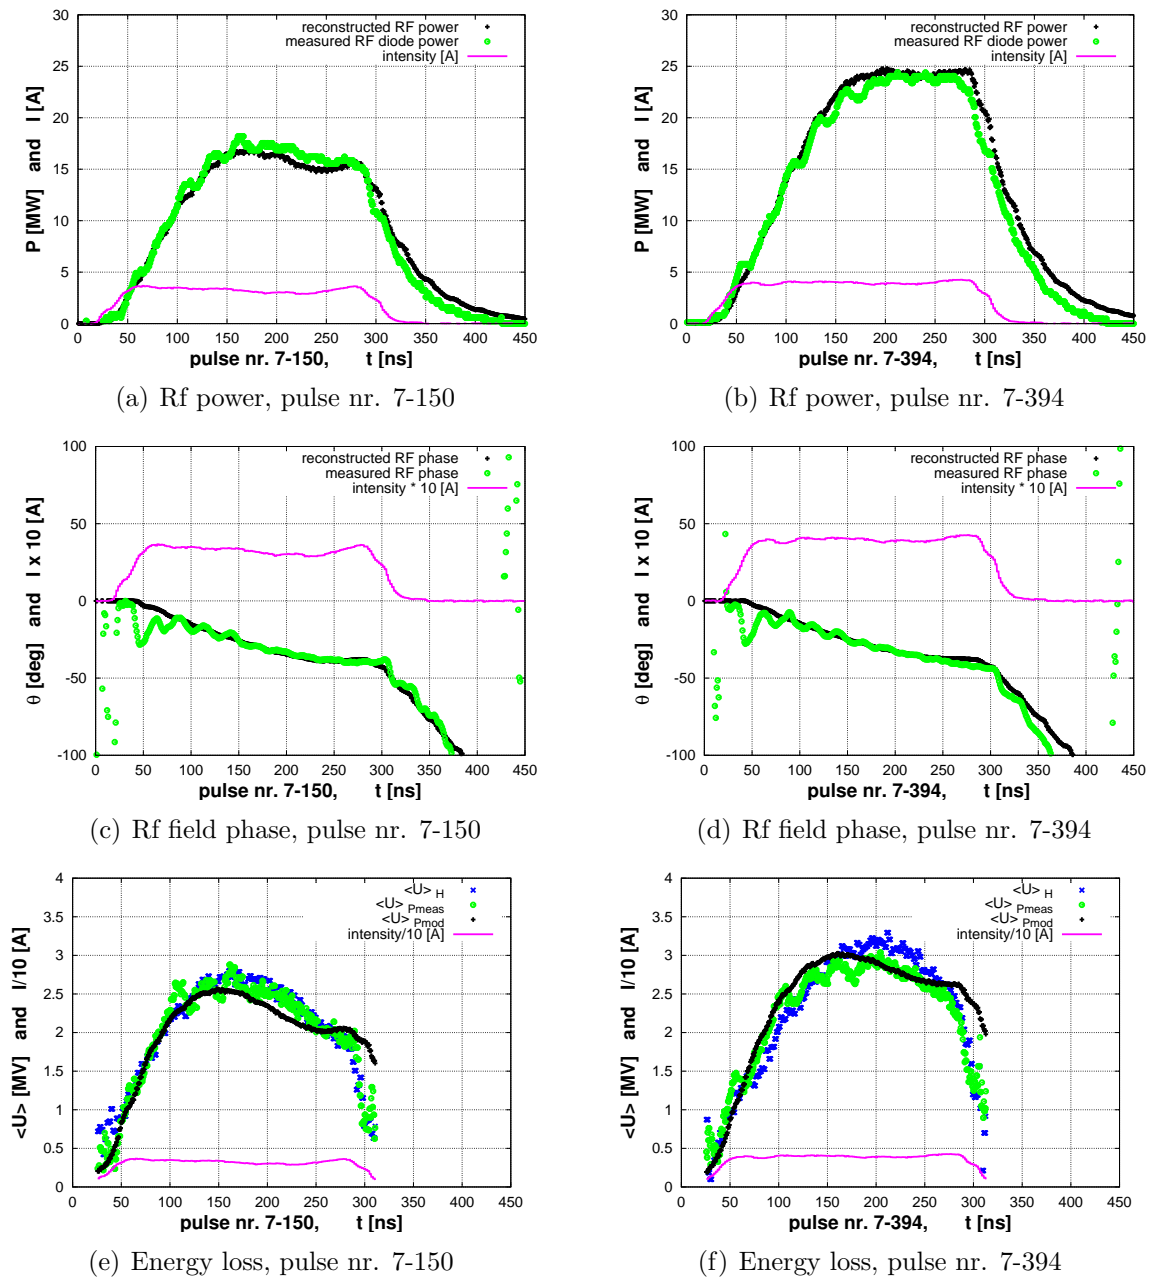 reconstructed RF power
measured RF diode power
intensity [A]
30
25
20
15
10
5
0
P [MW] and I [A]
0 50 100 150 200 250 300 350 400 450
pulse nr. 7-150, t [ns]
(a) Rf power, pulse nr. 7-150
reconstructed RF power
measured RF diode power
intensity [A]
30
25
20
15
10
5
0
P [MW] and I [A]
0 50 100 150 200 250 300 350 400 450
pulse nr. 7-394, t [ns]
(b) Rf power, pulse nr. 7-394
reconstructed RF phase
measured RF phase
intensity * 10 [A]
100
50
0
-50
-100
θ [deg] and I x 10 [A]
0 50 100 150 200 250 300 350 400 450
pulse nr. 7-150, t [ns]
(c) Rf field phase, pulse nr. 7-150
reconstructed RF phase
measured RF phase
intensity * 10 [A]
100
50
0
-50
-100
θ [deg] and I x 10 [A]
0 50 100 150 200 250 300 350 400 450
pulse nr. 7-394, t [ns]
(d) Rf field phase, pulse nr. 7-394
<U> H
<U> Pmeas
<U> Pmod
intensity/10 [A]
4
3.5
3
2.5
2
1.5
1
0.5
0
<U> [MV] and I/10 [A]
0 50 100 150 200 250 300 350 400 450
pulse nr. 7-150, t [ns]
(e) Energy loss, pulse nr. 7-150
<U> H
<U> Pmeas
<U> Pmod
intensity/10 [A]
4
3.5
3
2.5
2
1.5
1
0.5
0
<U> [MV] and I/10 [A]
0 50 100 150 200 250 300 350 400 450
pulse nr. 7-394, t [ns]
(f) Energy loss, pulse nr. 7-394